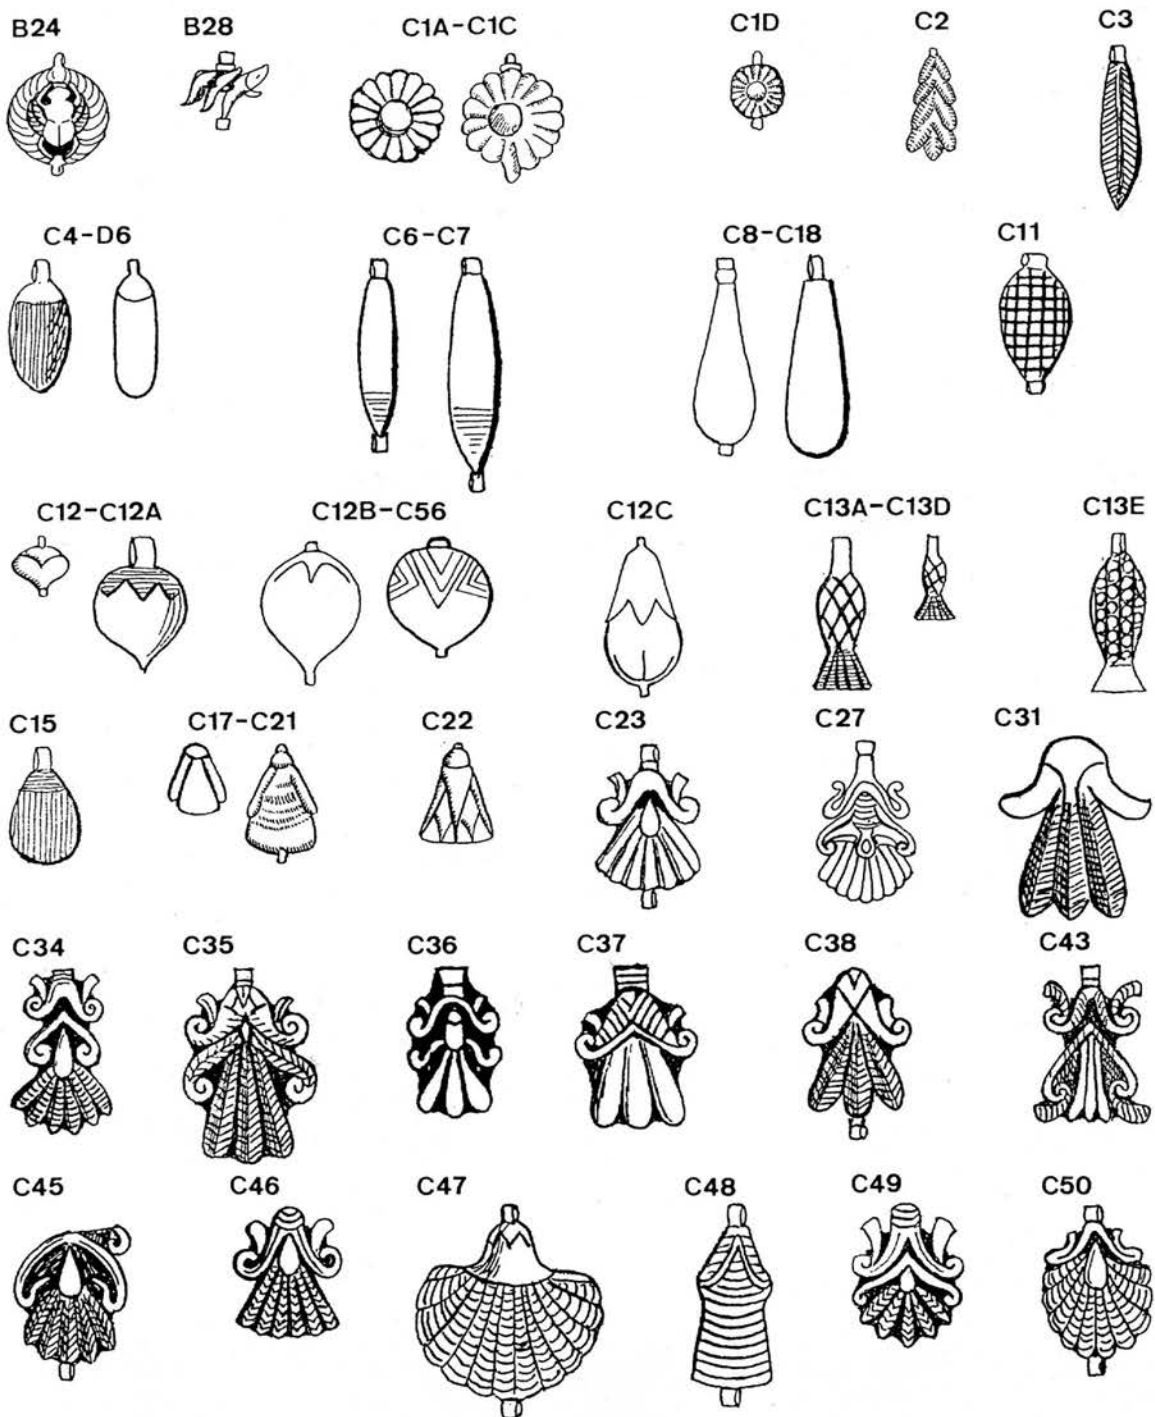 B24 B28 C1A-C1C C1D C2 C3
C4-D6 C6-C7 C8-C18 C11
C12-C12A C12B-C56 C12C C13A-C13D C13E
C15 C17-C21 C22 C23 C27 C31
C34 C35 C36 C37 C38 C43
C45 C46 C47 C48 C49 C50